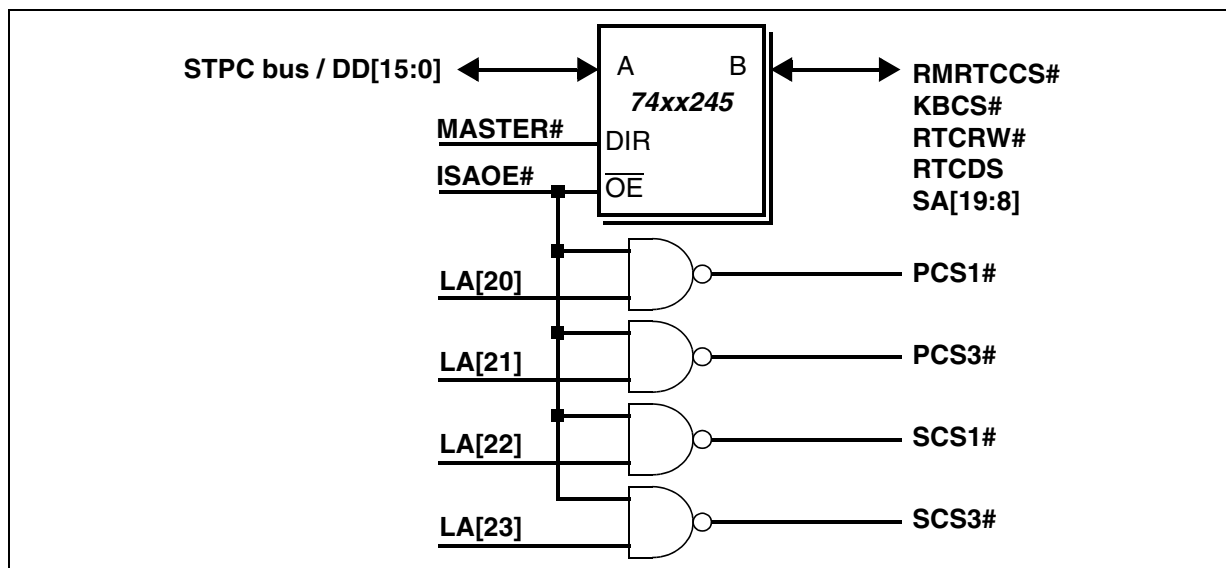 STPC bus / DD[15:0]
A
B
74xx245
RMRTCCS#
KBCS#
RTCRW#
RTCDS
SA[19:8]
MASTER#
DIR
ISAOE#
OE
LA[20]
PCS1#
LA[21]
PCS3#
LA[22]
SCS1#
LA[23]
SCS3#